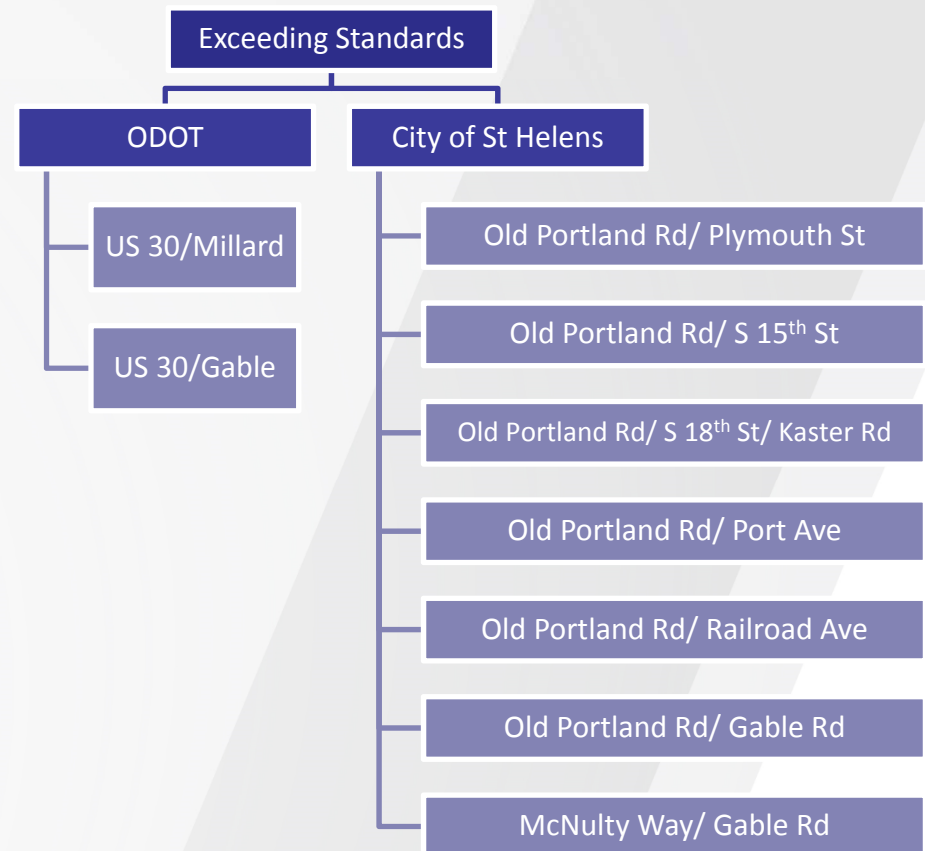 Exceeding Standards
ODOT
US 30/Millard
US 30/Gable
City of St Helens
Old Portland Rd/ Plymouth St
Old Portland Rd/ S 15th St
Old Portland Rd/ S 18th St/ Kaster Rd
Old Portland Rd/ Port Ave
Old Portland Rd/ Railroad Ave
Old Portland Rd/ Gable Rd
McNulty Way/ Gable Rd